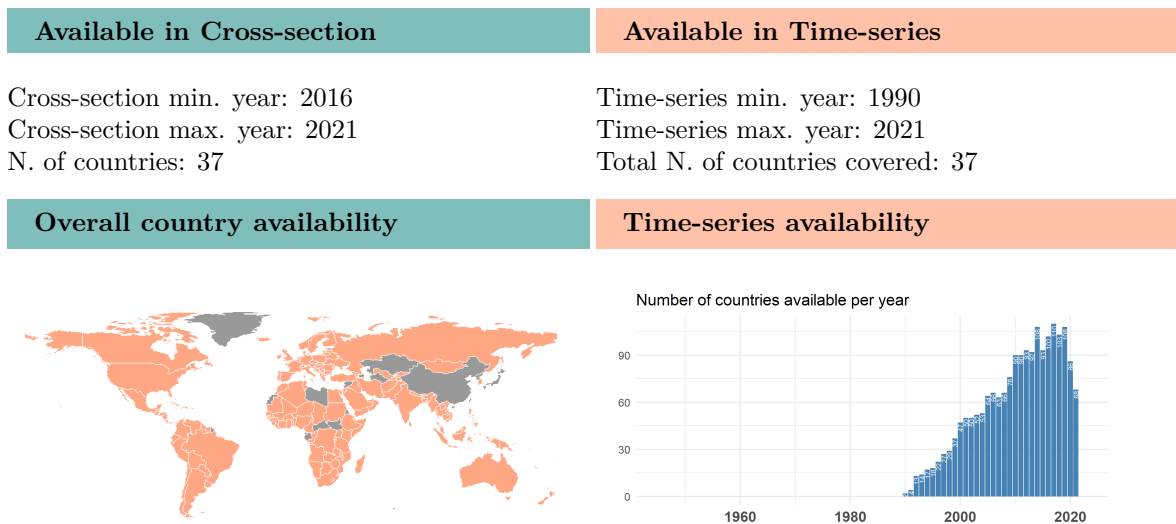 Available in Cross-section
Available in Time-series
Cross-section min. year: 2016
Cross-section max. year: 2021
N. of countries: 37
Time-series min. year: 1990
Time-series max. year: 2021
Total N. of countries covered: 37
Overall country availability
Time-series availability
Number of countries available per year
90
60
30
0
1960
1980
2000
2020